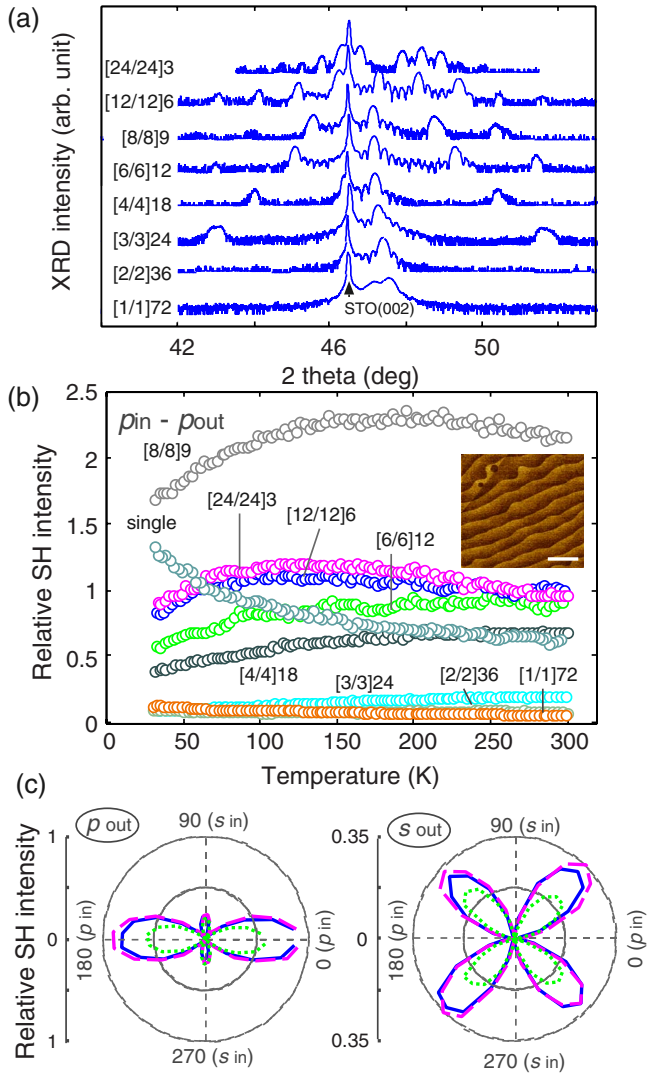 (a)
XRD intensity (arb. unit)
[24/24]3
[12/12]6
[8/8]9
[6/6]12
[4/4]18
[3/3]24
[2/2]36
[1/1]72
STO(002)
42 46 50
2 theta (deg)
(b)
Relative SH intensity
2.5
2
1.5
1
0.5
0
pin - pout
[8/8]9
[24/24]3
single
[12/12]6
[6/6]12
[4/4]18
[3/3]24
[2/2]36
[1/1]72
0 50 100 150 200 250 300
Temperature (K)
(c)
Relative SH intensity
p out
1
0
1
90 (s in)
180 (p in)
0 (p in)
270 (s in)
s out
0.35
0
0.35
90 (s in)
180 (p in)
0 (p in)
270 (s in)